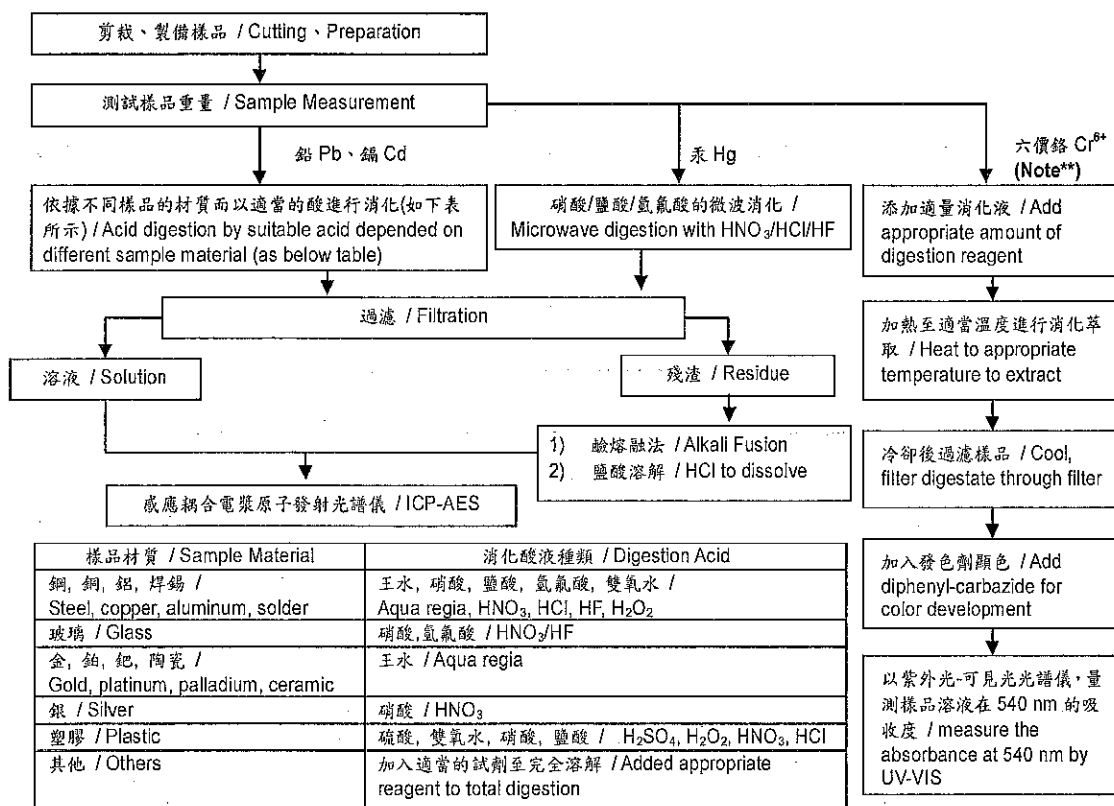 剪裁、製備樣品 / Cutting、Preparation
測試樣品重量 / Sample Measurement
鉛 Pb、鎘 Cd
汞 Hg
六價鉻 Cr⁶⁺
(Note**)
依據不同樣品的材質而以適當的酸進行消化(如下表
所示) / Acid digestion by suitable acid depended on
different sample material (as below table)
硝酸/鹽酸/氫氟酸的微波消化 /
Microwave digestion with HNO₃/HCl/HF
添加適量消化液 / Add
appropriate amount of
digestion reagent
過濾 / Filtration
加熱至適當溫度進行消化萃
取 / Heat to appropriate
temperature to extract
溶液 / Solution
殘渣 / Residue
1) 鹼熔融法 / Alkali Fusion
2) 鹽酸溶解 / HCl to dissolve
冷卻後過濾樣品 / Cool,
filter digestate through filter
感應耦合電漿原子發射光譜儀 / ICP-AES
加入發色劑顯色 / Add
diphenyl-carbazide for
color development
以紫外光-可見光光譜儀，量
測樣品溶液在 540 nm 的吸
收度 / measure the
absorbance at 540 nm by
UV-VIS
樣品材質 / Sample Material
消化酸液種類 / Digestion Acid
鋼, 銅, 鋁, 焊錫 /
Steel, copper, aluminum, solder
王水, 硝酸, 鹽酸, 氫氟酸, 雙氧水 /
Aqua regia, HNO₃, HCl, HF, H₂O₂
玻璃 / Glass
硝酸,氫氟酸 / HNO₃/HF
金, 鉑, 鈀, 陶瓷 /
Gold, platinum, palladium, ceramic
王水 / Aqua regia
銀 / Silver
硝酸 / HNO₃
塑膠 / Plastic
硫酸, 雙氧水, 硝酸, 鹽酸 / H₂SO₄, H₂O₂, HNO₃, HCl
其他 / Others
加入適當的試劑至完全溶解 / Added appropriate
reagent to total digestion